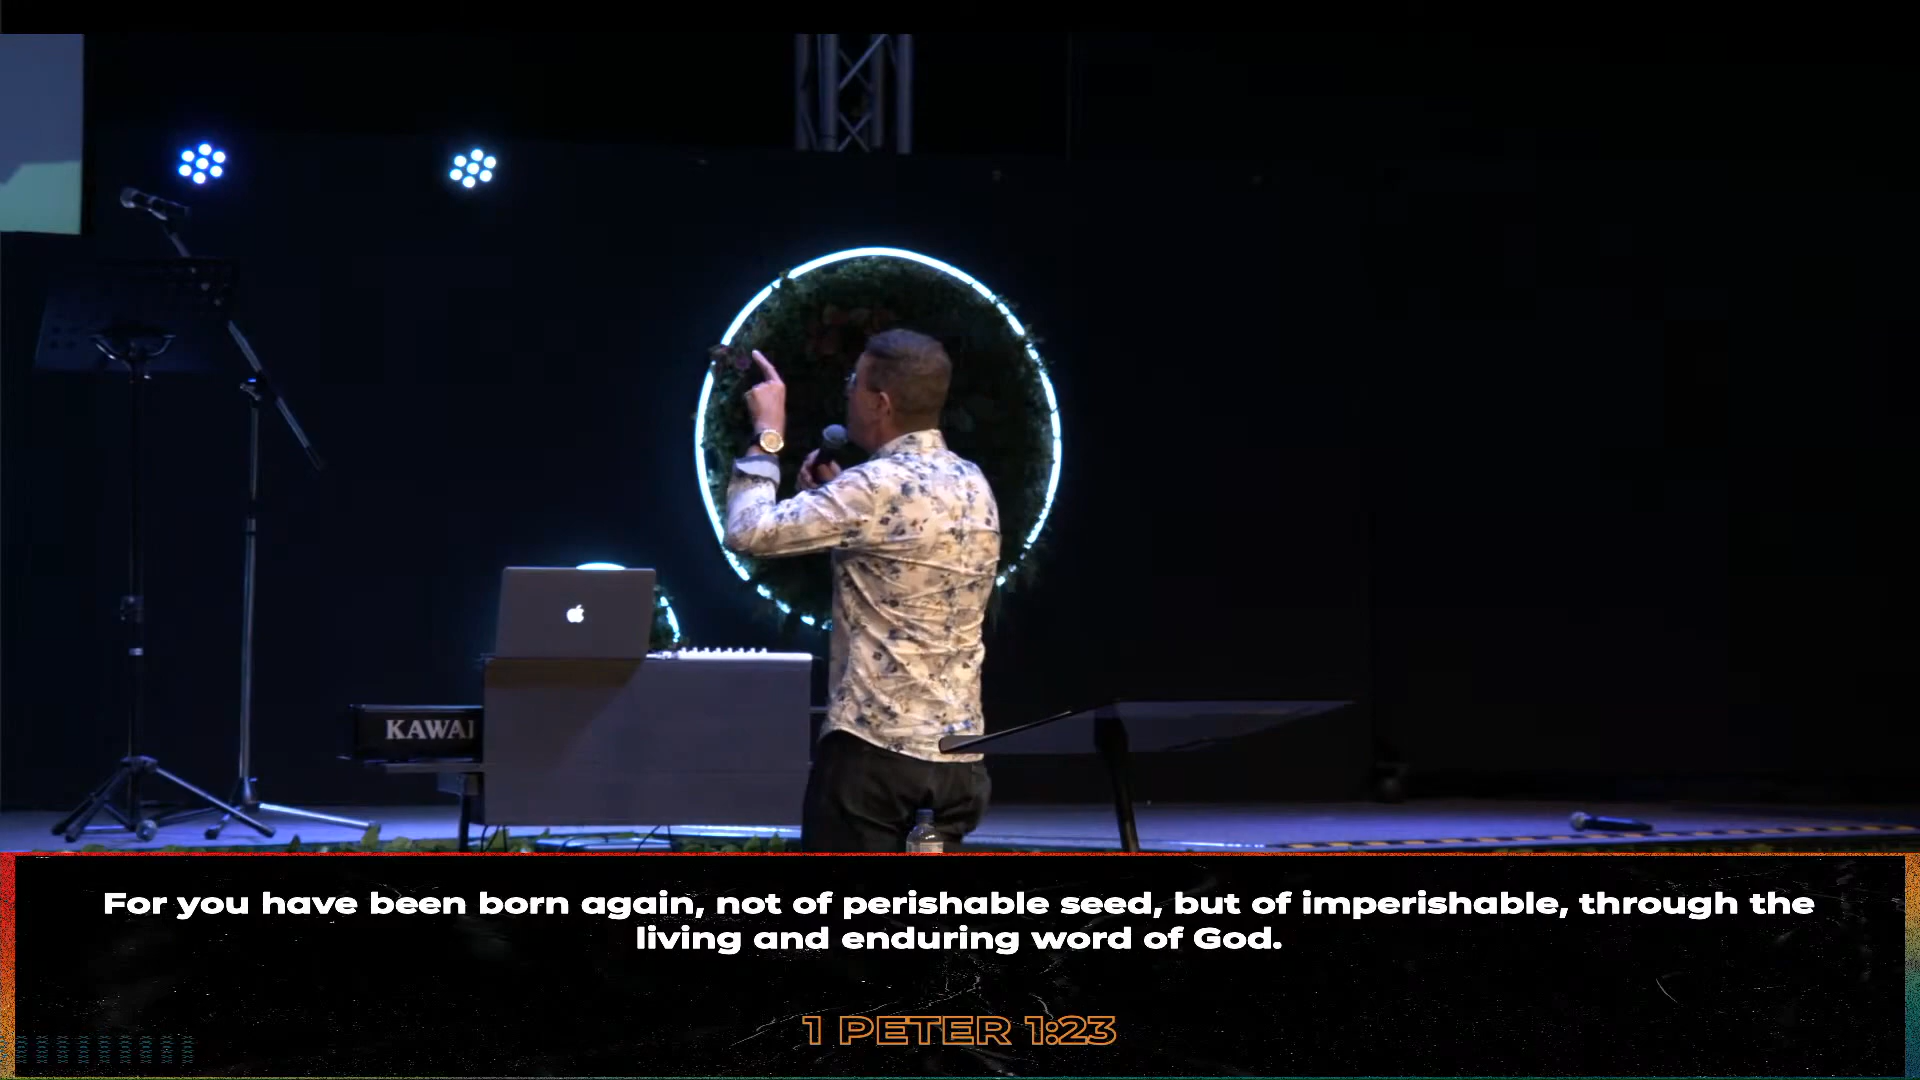 KAWAI
For you have been born again, not of perishable seed, but of imperishable, through the
living and enduring word of God.
1 PETER 1:23